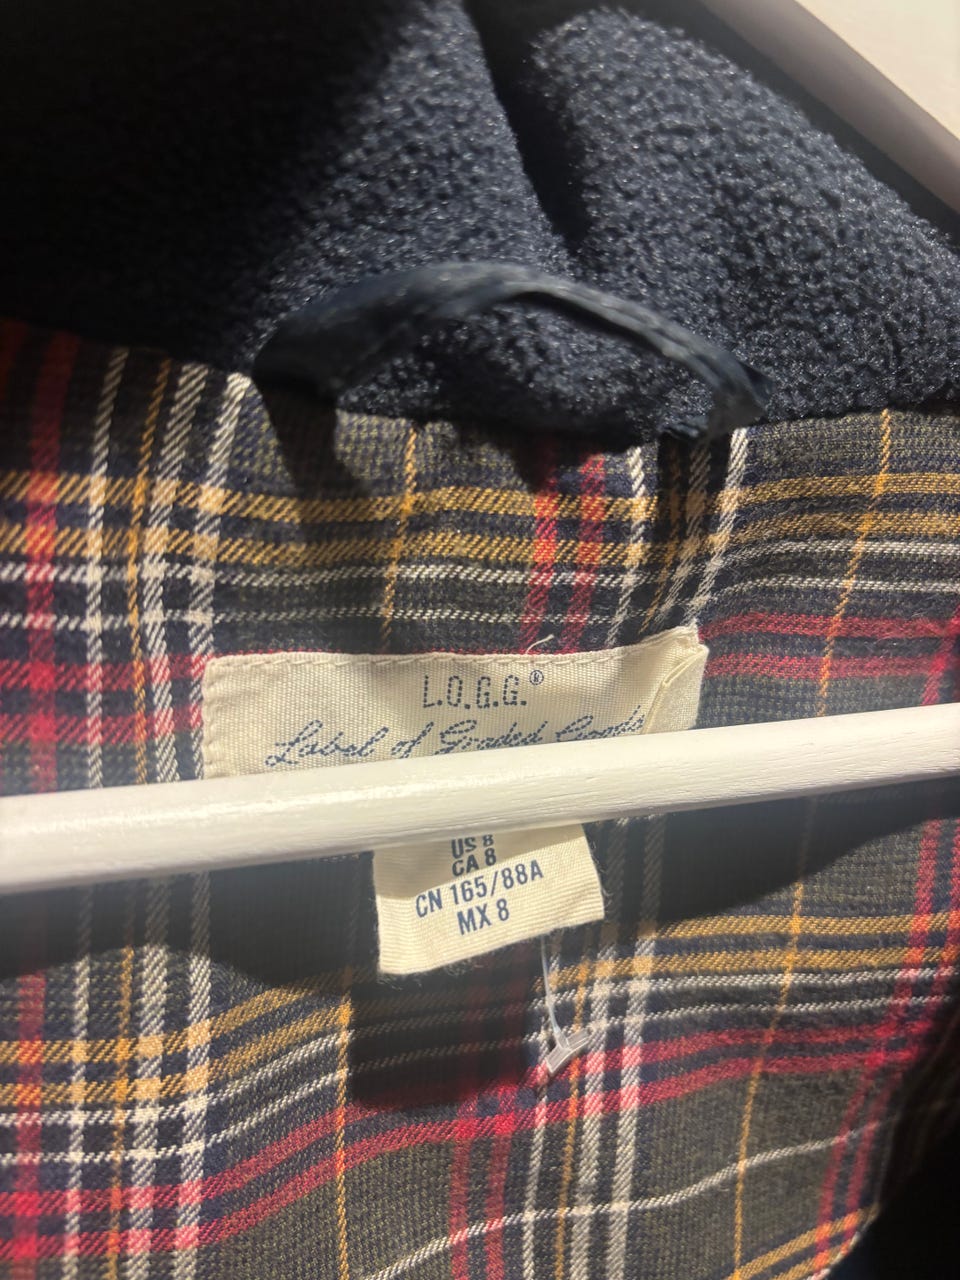 L.O.G.G.®
Label of Graded Goods
US 8
CA 8
CN 165/88A
MX 8